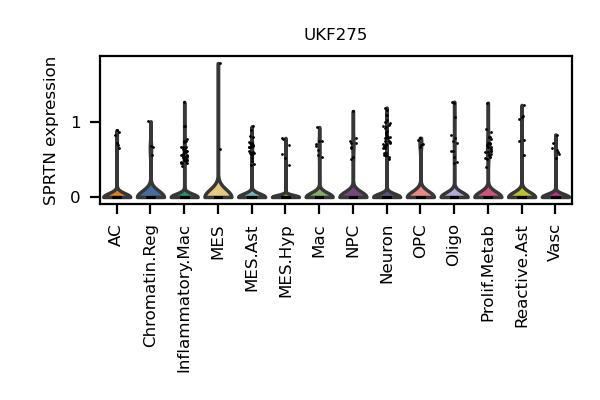 UKF275
SPRTN expression
1
0
AC
Chromatin.Reg
Inflammatory.Mac
MES
MES.Ast
MES.Hyp
Mac
NPC
Neuron
OPC
Oligo
Prolif.Metab
Reactive.Ast
Vasc